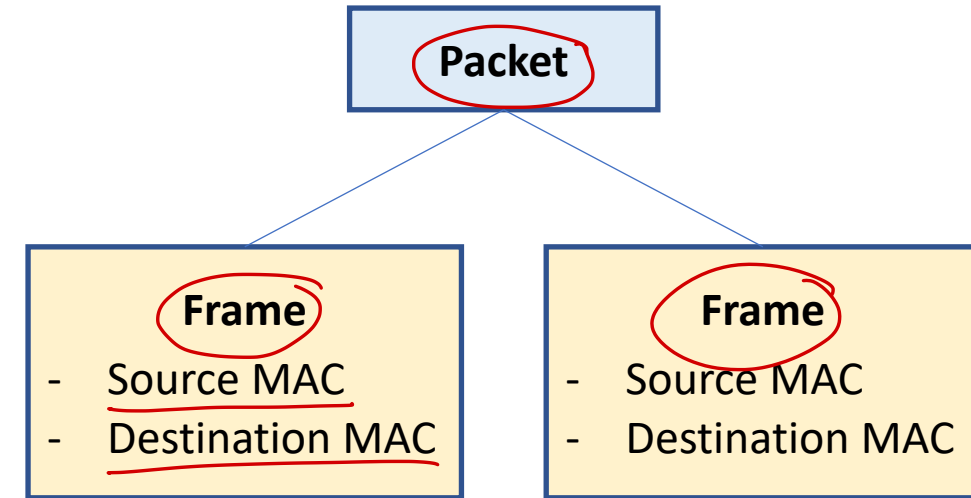 Packet
Frame
- Source MAC
- Destination MAC
Frame
- Source MAC
- Destination MAC